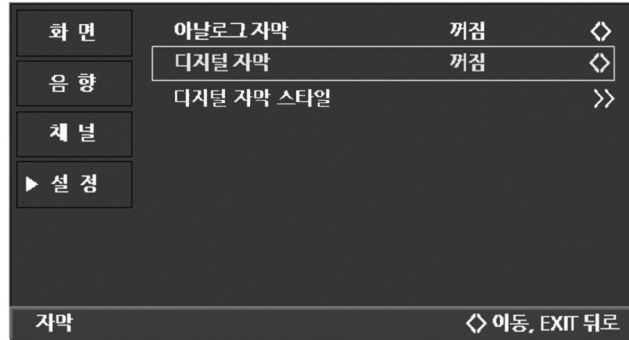 화 면
음 향
채 널
▶ 설 정
아날로그 자막 꺼짐 <>
디지털 자막 꺼짐 <>
디지털 자막 스타일 >>
자막 <> 이동, EXIT 뒤로